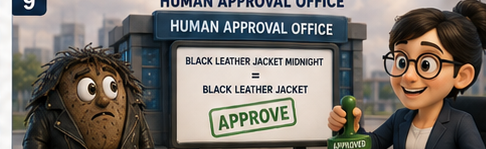 9
HUMAN APPROVAL OFFICE
HUMAN APPROVAL OFFICE
BLACK LEATHER JACKET MIDNIGHT
=
BLACK LEATHER JACKET
APPROVE
APPROVED